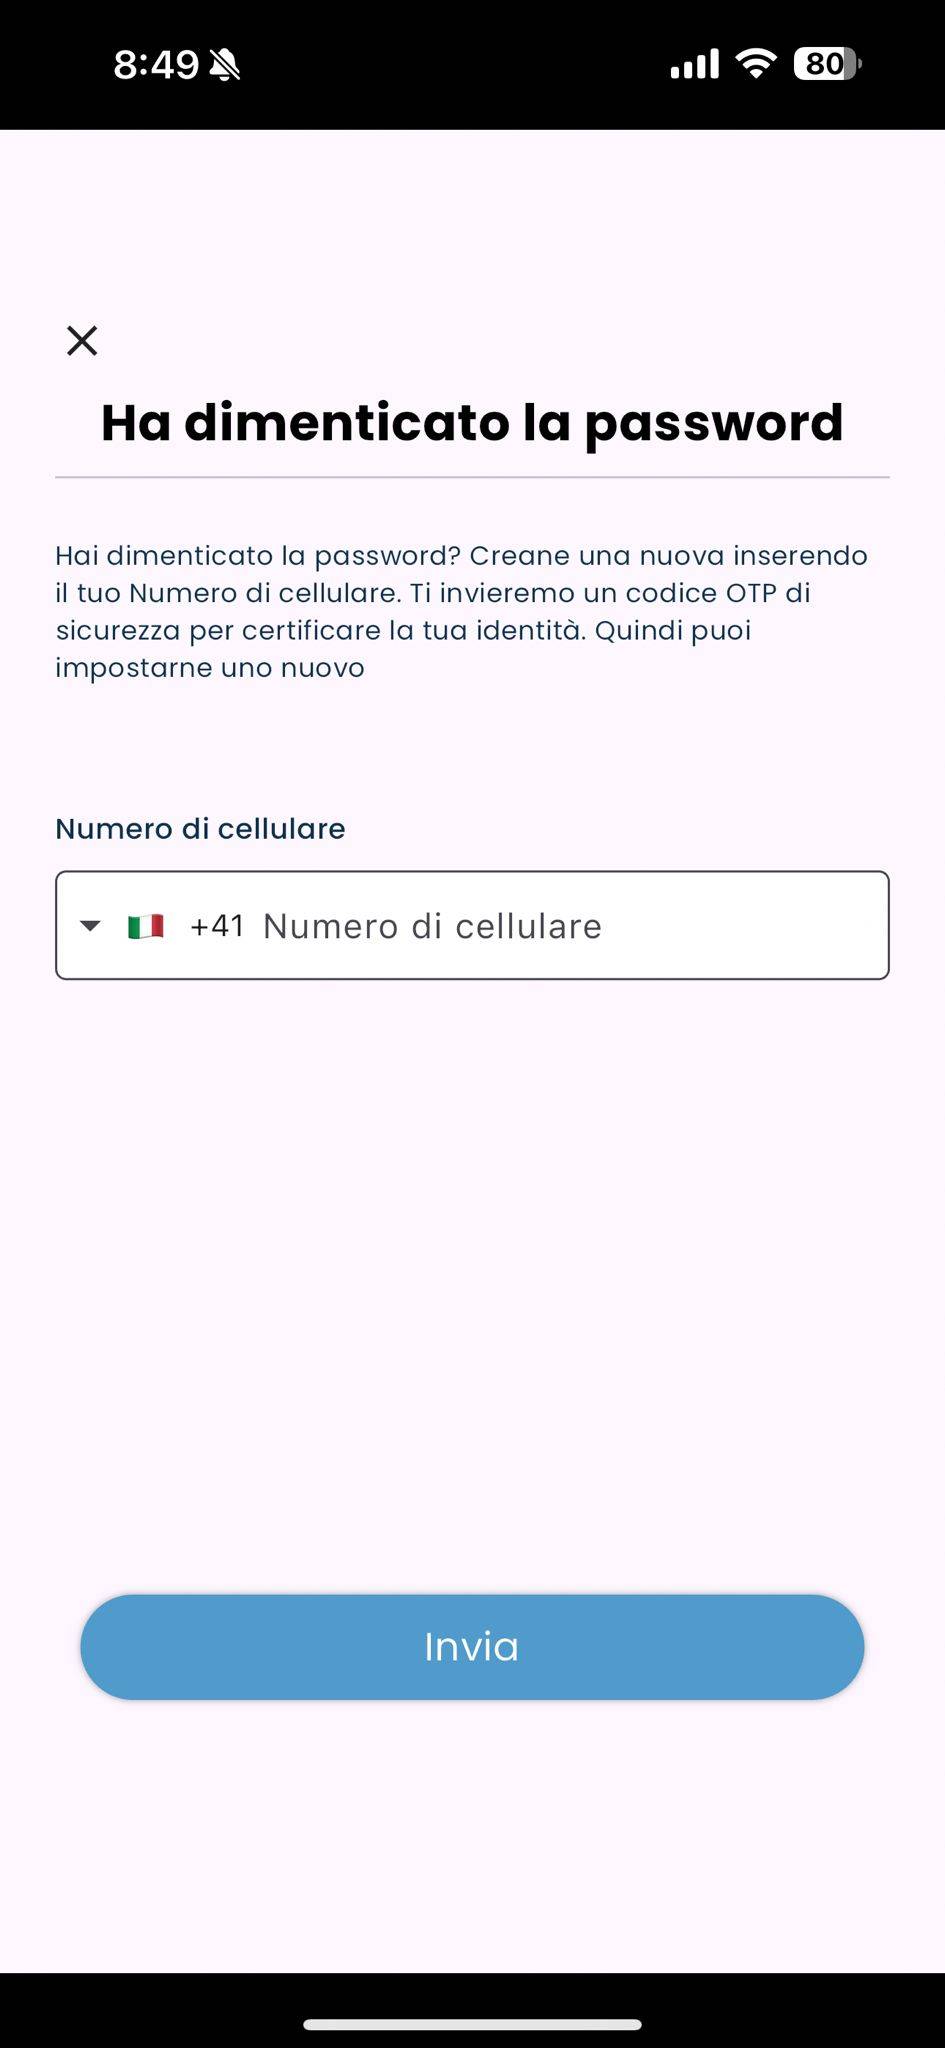 8:49
80
Ha dimenticato la password
Hai dimenticato la password? Creane una nuova inserendo
il tuo Numero di cellulare. Ti invieremo un codice OTP di
sicurezza per certificare la tua identità. Quindi puoi
impostarne uno nuovo
Numero di cellulare
+41 Numero di cellulare
Invia